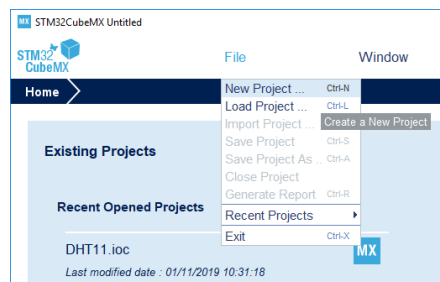 MX STM32CubeMX Untitled
STM32
CubeMX
File Window
Home
New Project ... Ctrl-N
Load Project ... Ctrl-L
Import Project ...
Create a New Project
Save Project Ctrl-S
Save Project As .. Ctrl-A
Close Project
Generate Report Ctrl-R
Recent Projects
Exit Ctrl-X
Existing Projects
Recent Opened Projects
DHT11.ioc
MX
Last modified date : 01/11/2019 10:31:18